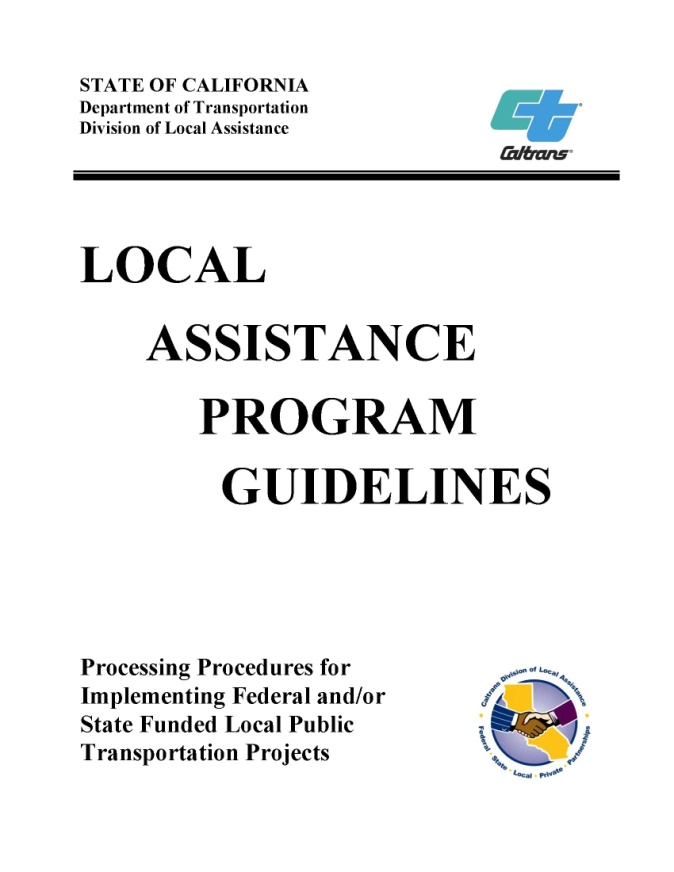 STATE OF CALIFORNIA
Department of Transportation
Division of Local Assistance
Caltrans®
LOCAL
ASSISTANCE
PROGRAM
GUIDELINES
Processing Procedures for
Implementing Federal and/or
State Funded Local Public
Transportation Projects
Caltrans Division of Local Assistance
Federal · State · Local · Private · Partnerships